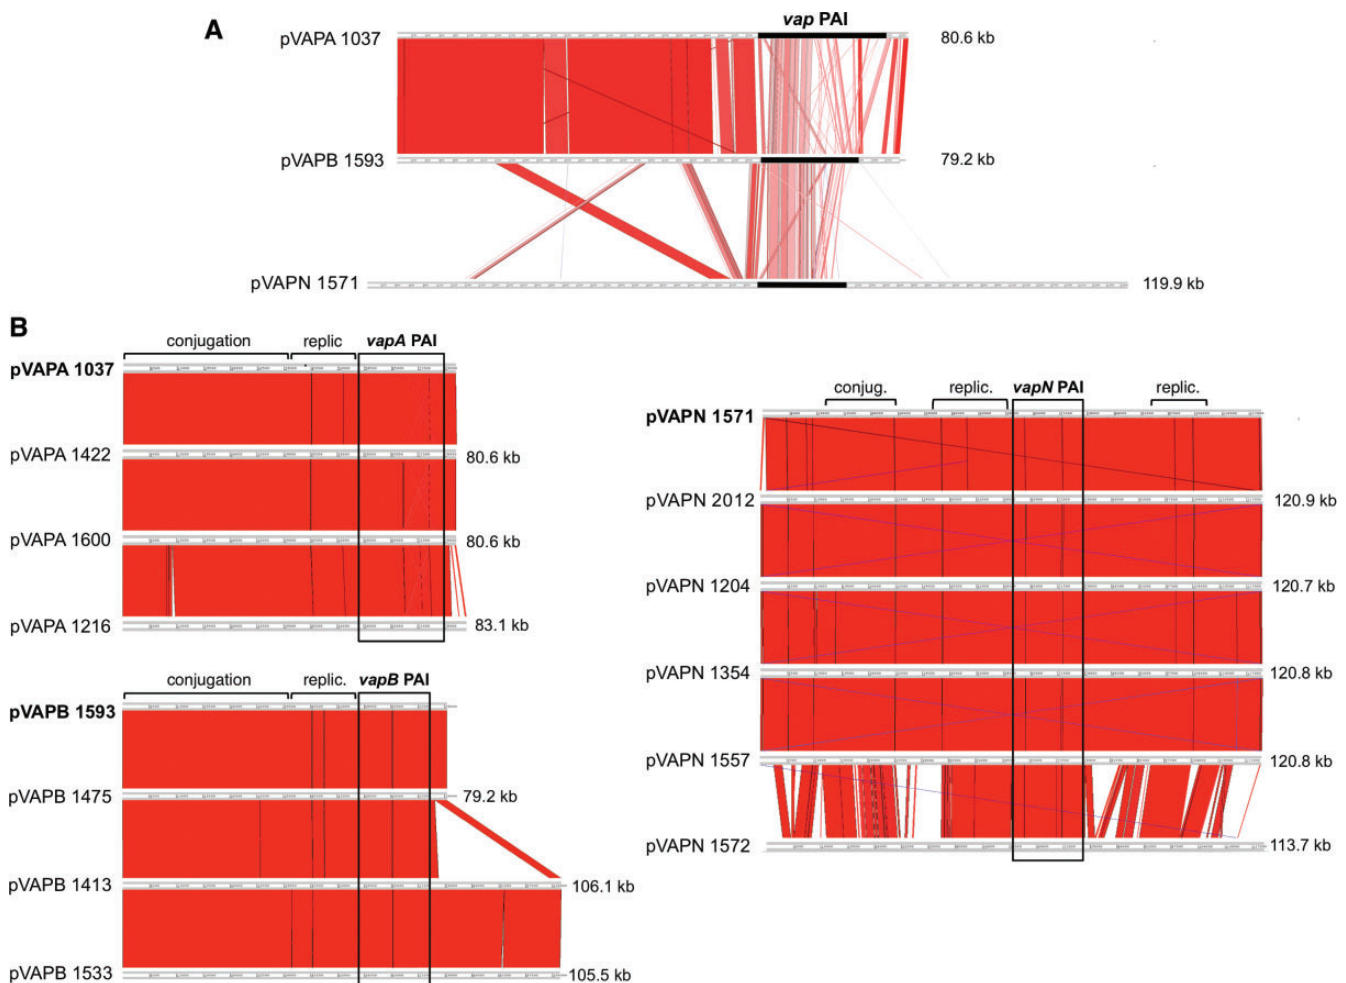 A
vap PAI
pVAPA 1037
80.6 kb
pVAPB 1593
79.2 kb
pVAPN 1571
119.9 kb
B
conjugation
replic
vapA PAI
pVAPA 1037
pVAPA 1422
80.6 kb
pVAPA 1600
80.6 kb
pVAPA 1216
83.1 kb
conjugation
replic.
vapB PAI
pVAPB 1593
pVAPB 1475
79.2 kb
pVAPB 1413
106.1 kb
pVAPB 1533
105.5 kb
conjug.
replic.
vapN PAI
replic.
pVAPN 1571
pVAPN 2012
120.9 kb
pVAPN 1204
120.7 kb
pVAPN 1354
120.8 kb
pVAPN 1557
120.8 kb
pVAPN 1572
113.7 kb